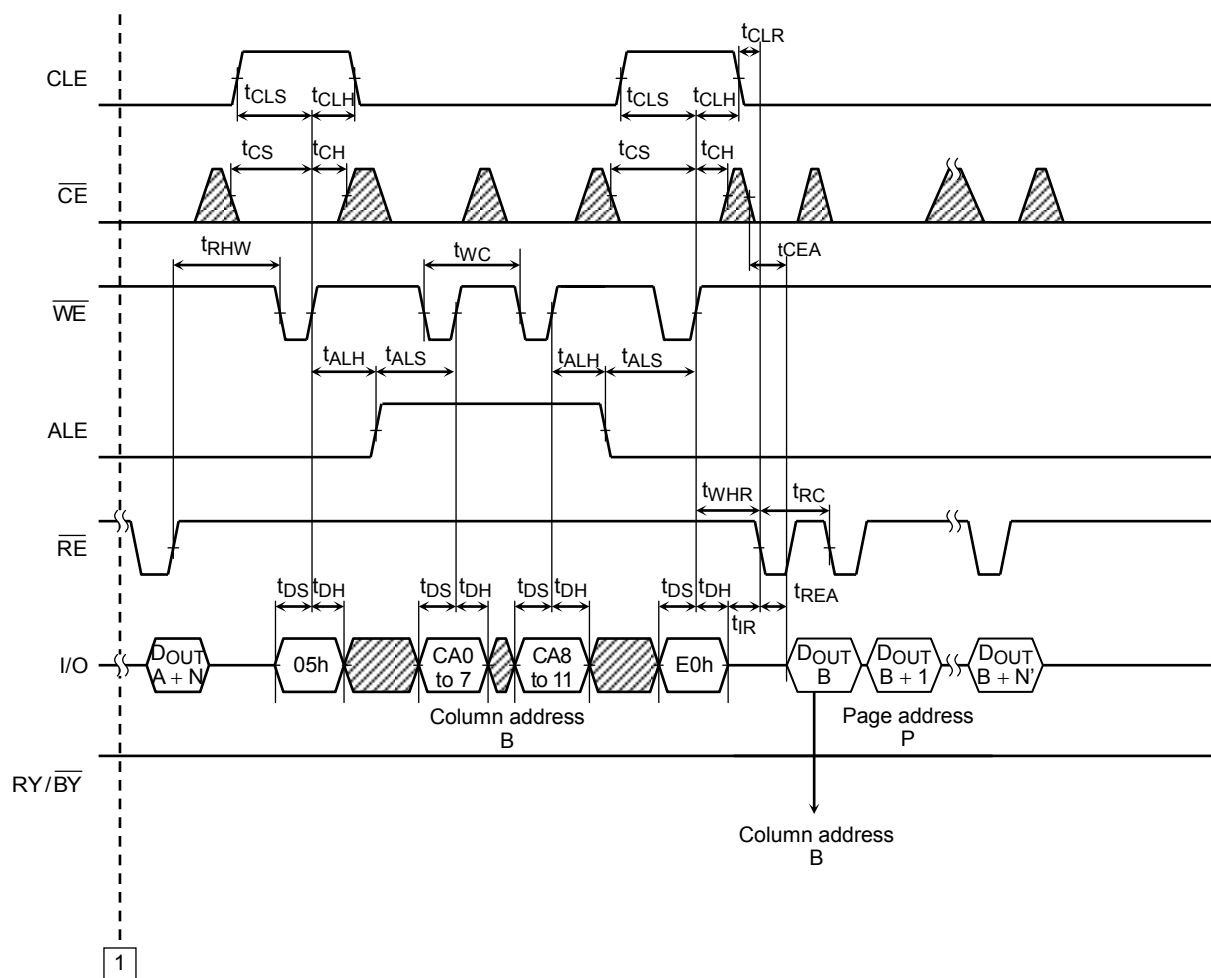 tCLR
CLE
tCLS tCLH tCLS tCLH
tCS tCH tCS tCH
CE
tRHW tWC tCEA
WE
tALH tALS tALH tALS
ALE
tWHR tRC
RE
tDS tDH tDS tDH tDS tDH tDS tDH tREA
tIR
I/O
DOUT
A + N
05h
CA0
to 7
CA8
to 11
E0h
DOUT
B
DOUT
B + 1
DOUT
B + N'
Column address
B
Page address
P
RY/BY
Column address
B
1